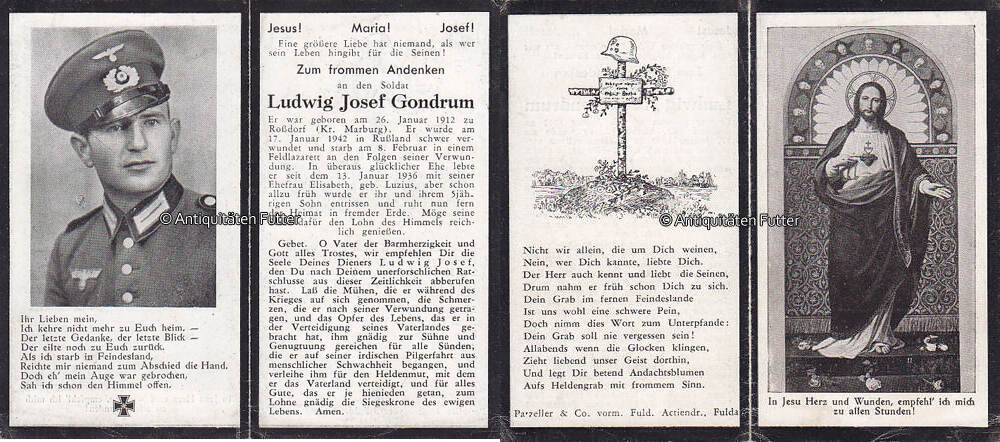 Ihr Lieben mein,
Ich kehre nicht mehr zu Euch heim. —
Der letzte Gedanke, der letzte Blick —
Der eilte noch zu Euch zurück.
Als ich starb in Feindesland,
Reichte mir niemand zum Abschied die Hand.
Doch eh' mein Auge war gebrochen,
Sah ich schon den Himmel offen.
Jesus! Maria! Josef!
Eine größere Liebe hat niemand, als wer
sein Leben hingibt für die Seinen!
Zum frommen Andenken
an den Soldat
Ludwig Josef Gondrum
Er war geboren am 26. Januar 1912 zu
Roßdorf (Kr. Marburg). Er wurde am
17. Januar 1942 in Rußland schwer ver-
wundet und starb am 8. Februar in einem
Feldlazarett an den Folgen seiner Verwun-
dung. In überaus glücklicher Ehe lebte
er seit dem 13. Januar 1936 mit seiner
Ehefrau Elisabeth, geb. Luzius, aber schon
allzu früh wurde er ihr und ihrem 5jäh-
rigen Sohn entrissen und ruht nun fern
Heimat in fremder Erde. Möge seine
dafür den Lohn des Himmels reich-
lich genießen.
Gebet. O Vater der Barmherzigkeit und
Gott alles Trostes, wir empfehlen Dir die
Seele Deines Dieners Ludwig Josef,
den Du nach Deinem unerforschlichen Rat-
schlusse aus dieser Zeitlichkeit abberufen
hast. Laß die Mühen, die er während des
Krieges auf sich genommen, die Schmer-
zen, die er nach seiner Verwundung getra-
gen, und das Opfer des Lebens, das er in
der Verteidigung seines Vaterlandes ge-
bracht hat, ihm gnädig zur Sühne und
Genugtuung gereichen für alle Sünden,
die er auf seiner irdischen Pilgerfahrt aus
menschlicher Schwachheit begangen, und
verleihe ihm für den Heldenmut, mit dem
er das Vaterland verteidigt, und für alles
Gute, das er je hienieden getan, zum
Lohne gnädig die Siegeskrone des ewigen
Lebens. Amen.
Nicht wir allein, die um Dich weinen,
Nein, wer Dich kannte, liebte Dich.
Der Herr auch kennt und liebt die Seinen,
Drum nahm er früh schon Dich zu sich.
Dein Grab im fernen Feindeslande
Ist uns wohl eine schwere Pein,
Doch nimm dies Wort zum Unterpfande:
Dein Grab soll nie vergessen sein!
Allabends wenn die Glocken klingen,
Zieht liebend unser Geist dorthin,
Und legt Dir betend Andachtsblumen
Aufs Heldengrab mit frommem Sinn.
Parzeller & Co. vorm. Fuld. Actiendr., Fulda
In Jesu Herz und Wunden, empfehl' ich mich
zu allen Stunden!
© Antiquitäten Futter
© Antiquitäten Futter